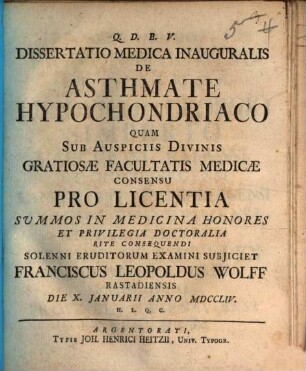 Q. D. B. V.
DISSERTATIO MEDICA INAUGURALIS
DE
ASTHMATE
HYPOCHONDRIACO
QUAM
SUB AUSPICIIS DIVINIS
GRATIOSÆ FACULTATIS MEDICÆ
CONSENSU
PRO LICENTIA
SUMMOS IN MEDICINA HONORES
ET PRIVILEGIA DOCTORALIA
RITE CONSEQUENDI
SOLENNI ERUDITORUM EXAMINI SUBJICIET
FRANCISCUS LEOPOLDUS WOLFF
RASTADIENSIS
DIE X. JANUARII ANNO MDCCLIV.
H. L. Q. C.
ARGENTORATI,
TYPIS JOH. HENRICI HEITZII, UNIV. TYPOGR.